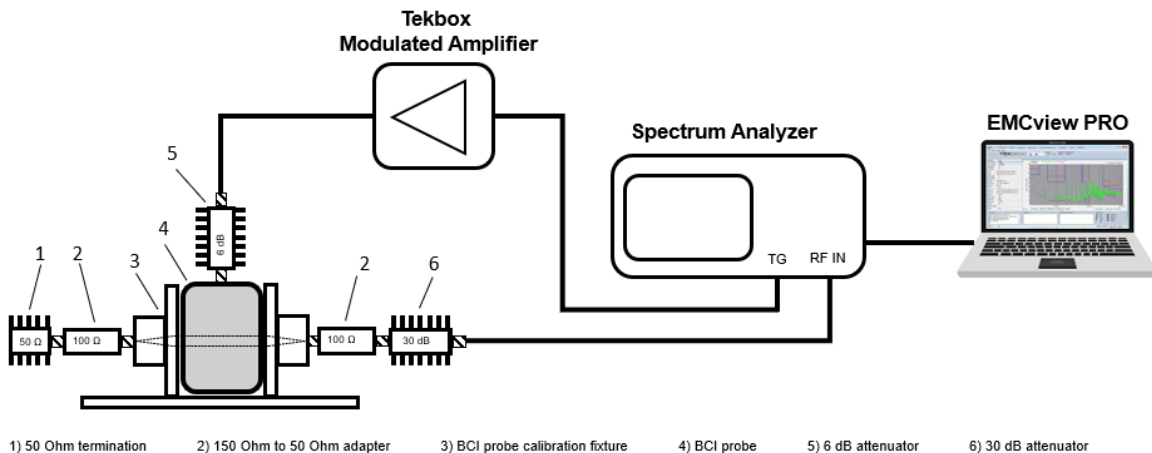 Tekbox
Modulated Amplifier
Spectrum Analyzer
EMCview PRO
5
4
6 dB
1
2
3
2
6
TG
RF IN
50 Ω
100 Ω
100 Ω
30 dB
1) 50 Ohm termination
2) 150 Ohm to 50 Ohm adapter
3) BCI probe calibration fixture
4) BCI probe
5) 6 dB attenuator
6) 30 dB attenuator